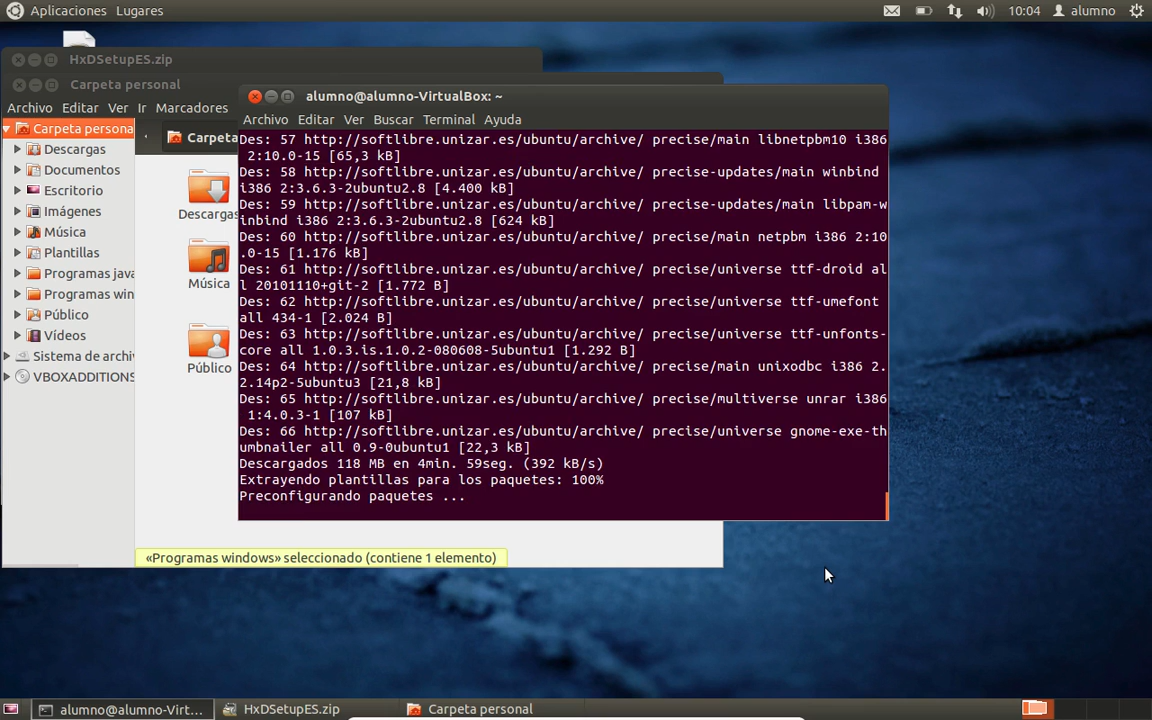 Aplicaciones Lugares
10:04 alumno
HxDSetupES.zip
Carpeta personal
Archivo Editar Ver Ir Marcadores
Carpeta persona
Descargas
Documentos
Escritorio
Imágenes
Música
Plantillas
Programas java
Programas win
Público
Vídeos
Sistema de archi
VBOXADDITIONS
Carpeta
Descargas
Música
Público
«Programas windows» seleccionado (contiene 1 elemento)
alumno@alumno-VirtualBox: ~
Archivo Editar Ver Buscar Terminal Ayuda
Des: 57 http://softlibre.unizar.es/ubuntu/archive/ precise/main libnetpbm10 i386
 2:10.0-15 [65,3 kB]
Des: 58 http://softlibre.unizar.es/ubuntu/archive/ precise-updates/main winbind
i386 2:3.6.3-2ubuntu2.8 [4.400 kB]
Des: 59 http://softlibre.unizar.es/ubuntu/archive/ precise-updates/main libpam-w
inbind i386 2:3.6.3-2ubuntu2.8 [624 kB]
Des: 60 http://softlibre.unizar.es/ubuntu/archive/ precise/main netpbm i386 2:10
.0-15 [1.176 kB]
Des: 61 http://softlibre.unizar.es/ubuntu/archive/ precise/universe ttf-droid al
l 20101110+git-2 [1.772 B]
Des: 62 http://softlibre.unizar.es/ubuntu/archive/ precise/universe ttf-umefont
all 434-1 [2.024 B]
Des: 63 http://softlibre.unizar.es/ubuntu/archive/ precise/universe ttf-unfonts-
core all 1.0.3.is.1.0.2-080608-5ubuntu1 [1.292 B]
Des: 64 http://softlibre.unizar.es/ubuntu/archive/ precise/main unixodbc i386 2.
2.14p2-5ubuntu3 [21,8 kB]
Des: 65 http://softlibre.unizar.es/ubuntu/archive/ precise/multiverse unrar i386
 1:4.0.3-1 [107 kB]
Des: 66 http://softlibre.unizar.es/ubuntu/archive/ precise/universe gnome-exe-th
umbnailer all 0.9-0ubuntu1 [22,3 kB]
Descargados 118 MB en 4min. 59seg. (392 kB/s)
Extrayendo plantillas para los paquetes: 100%
Preconfigurando paquetes ...
alumno@alumno-Virt...
HxDSetupES.zip
Carpeta personal